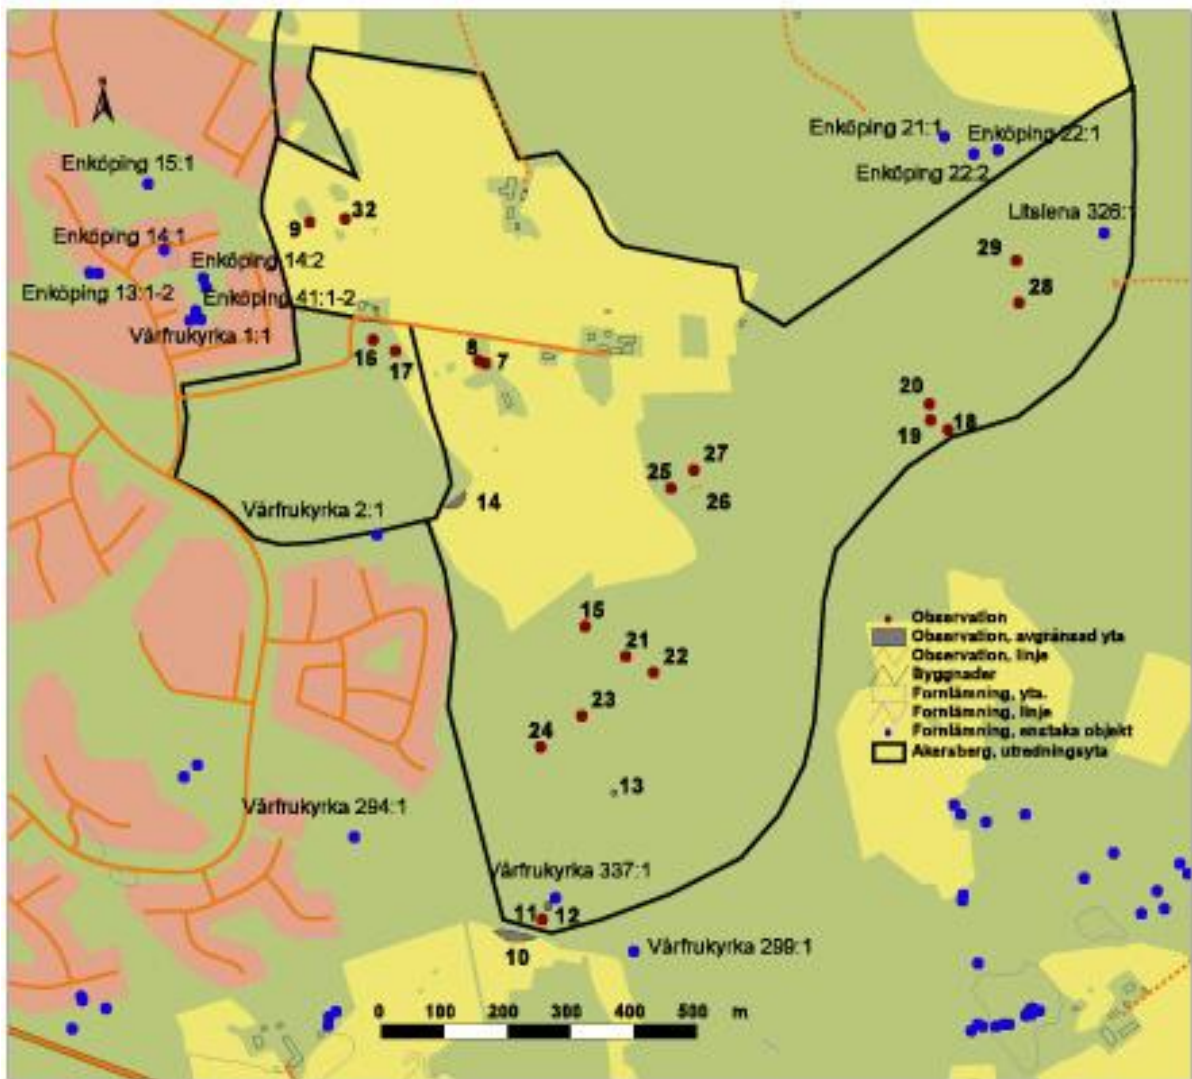 N
Enköping 21:1
Enköping 22:1
Enköping 22:2
Enköping 15:1
Litslena 326:1
32
9
29
28
Enköping 14:1
Enköping 14:2
Enköping 13:1-2
Enköping 41:1-2
Vårfrukyrka 1:1
16
17
8
7
20
19
18
27
25
26
14
Vårfrukyrka 2:1
15
21
22
23
24
13
Observation
Observation, avgränsad yta
Observation, linje
Byggnader
Fornlämning, yta.
Fornlämning, linje
Fornlämning, enstaka objekt
Åkersberg, utredningsyta
Vårfrukyrka 294:1
Vårfrukyrka 337:1
11
12
10
Vårfrukyrka 299:1
0 100 200 300 400 500 m